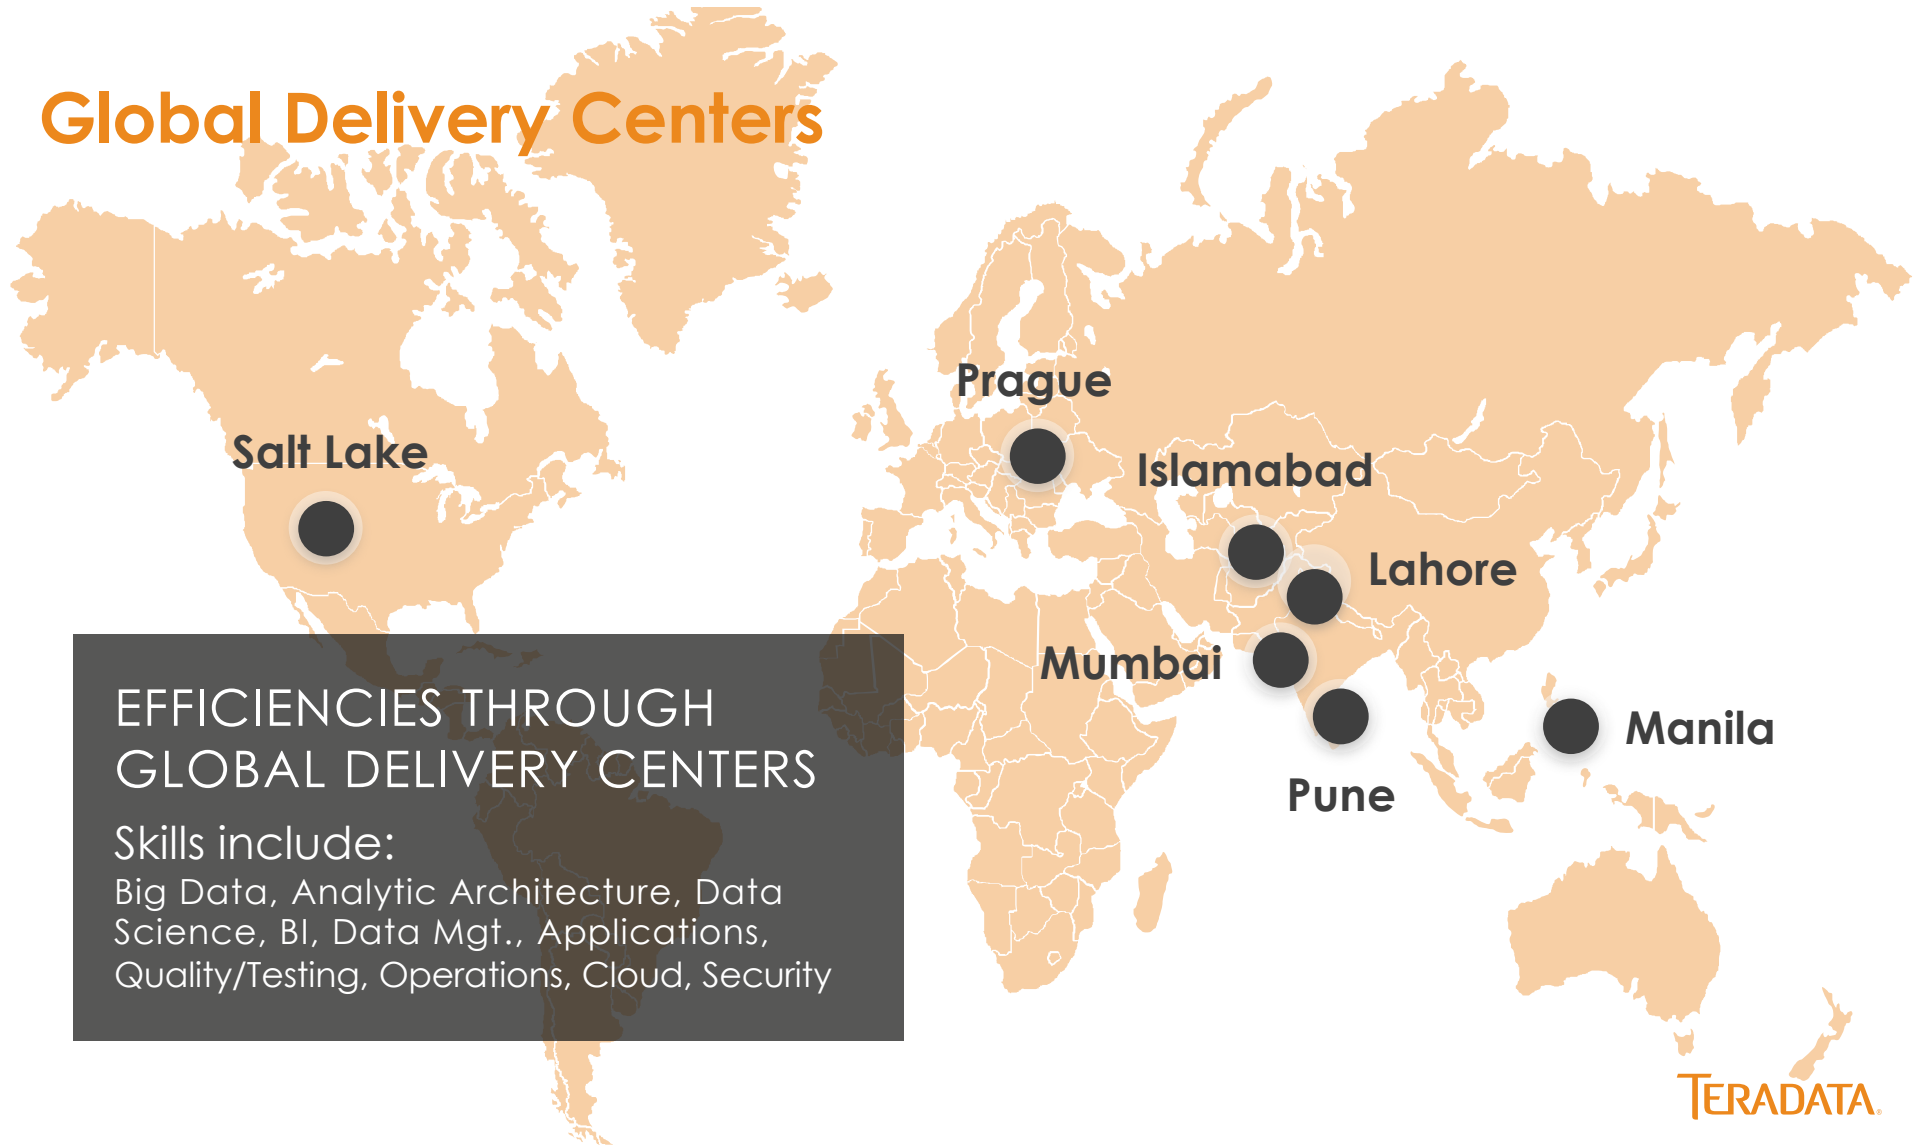 Global Delivery Centers
Prague
Salt Lake
Islamabad
Lahore
Mumbai
Manila
Pune
EFFICIENCIES THROUGH
GLOBAL DELIVERY CENTERS
Skills include:
Big Data, Analytic Architecture, Data
Science, BI, Data Mgt., Applications,
Quality/Testing, Operations, Cloud, Security
TERADATA®